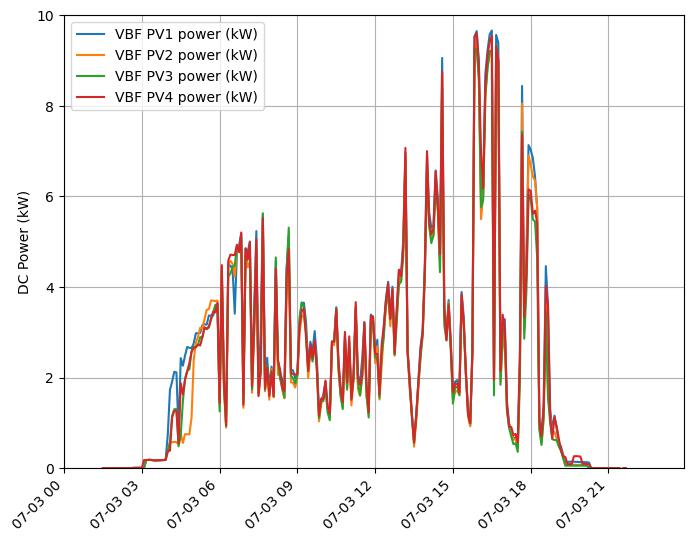 VBF PV1 power (kW)
VBF PV2 power (kW)
VBF PV3 power (kW)
VBF PV4 power (kW)
DC Power (kW)
10
8
6
4
2
0
07-03 00
07-03 03
07-03 06
07-03 09
07-03 12
07-03 15
07-03 18
07-03 21